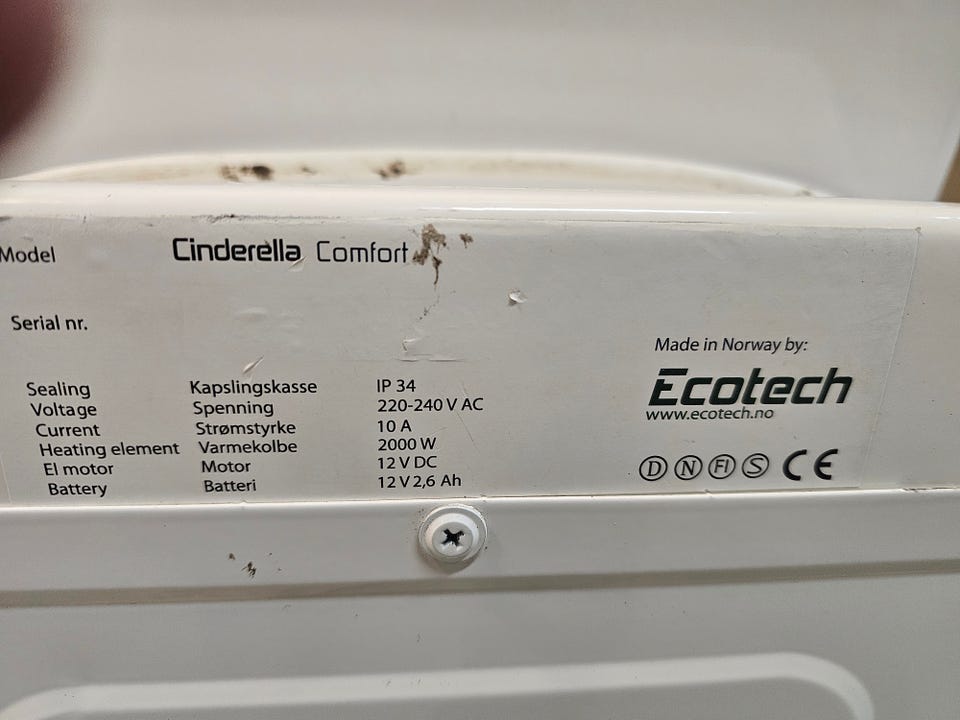 Model Cinderella Comfort
Serial nr.
Made in Norway by:
Ecotech
www.ecotech.no
Sealing Kapslingskasse IP 34
Voltage Spenning 220-240 V AC
Current Strømstyrke 10 A
Heating element Varmekolbe 2000 W
El motor Motor 12 V DC
Battery Batteri 12 V 2,6 Ah
D N FI S CE